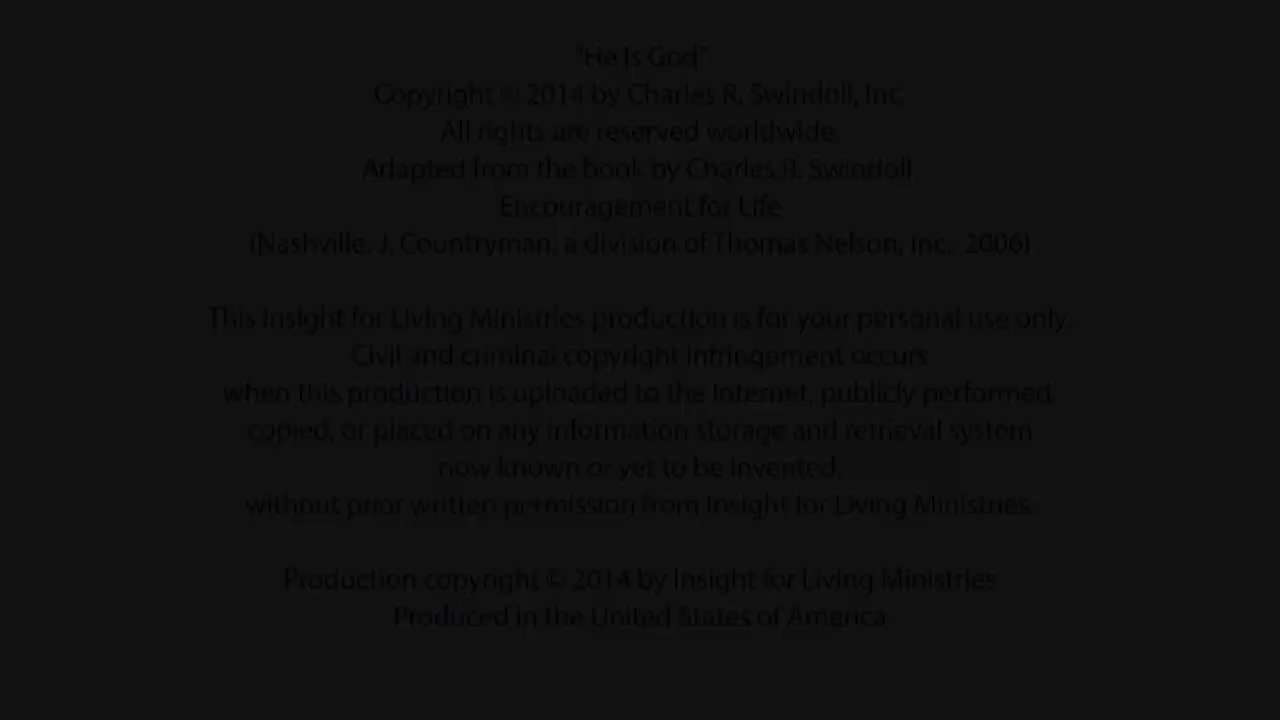 "He Is God"
Copyright © 2014 by Charles R. Swindoll, Inc.
All rights are reserved worldwide
Adapted from the book by Charles R. Swindoll
Encouragement for Life
(Nashville, J. Countryman, a division of Thomas Nelson, Inc., 2006)
This Insight for Living Ministries production is for your personal use only.
Civil and criminal copyright infringement occurs
when this production is uploaded to the Internet, publicly performed,
copied, or placed on any information storage and retrieval system
now known or yet to be invented,
without prior written permission from Insight for Living Ministries.
Production copyright © 2014 by Insight for Living Ministries
Produced in the United States of America